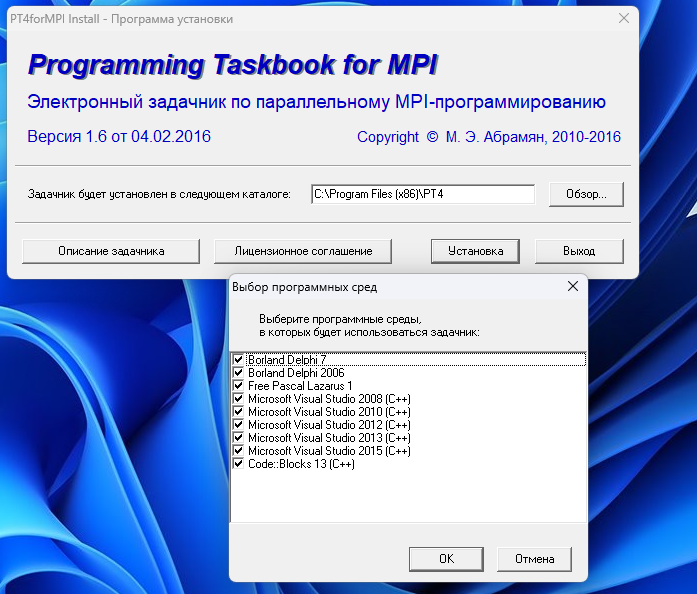 PT4forMPI Install - Программа установки
Programming Taskbook for MPI
Электронный задачник по параллельному MPI-программированию
Версия 1.6 от 04.02.2016
Copyright © М. Э. Абрамян, 2010-2016
Задачник будет установлен в следующем каталоге:
C:\Program Files (x86)\PT4
Обзор...
Описание задачника
Лицензионное соглашение
Установка
Выход
Выбор программных сред
Выберите программные среды,
в которых будет использоваться задачник:
Borland Delphi 7
Borland Delphi 2006
Free Pascal Lazarus 1
Microsoft Visual Studio 2008 (C++)
Microsoft Visual Studio 2010 (C++)
Microsoft Visual Studio 2012 (C++)
Microsoft Visual Studio 2013 (C++)
Microsoft Visual Studio 2015 (C++)
Code::Blocks 13 (C++)
OK
Отмена